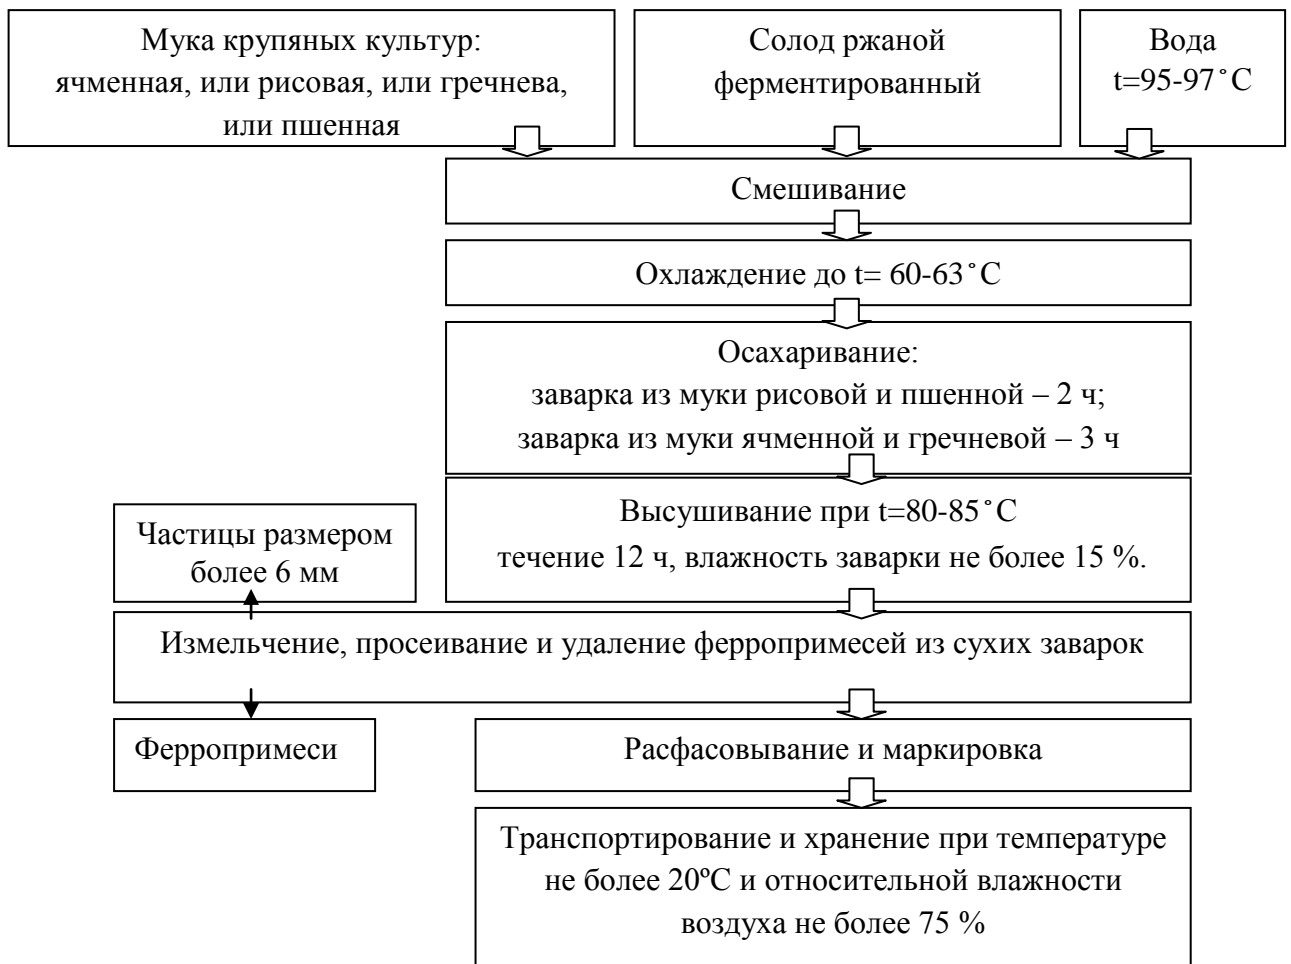 Мука крупяных культур:
ячменная, или рисовая, или гречнева,
или пшенная
Солод ржаной
ферментированный
Вода
t=95-97˚С
Смешивание
Охлаждение до t= 60-63˚С
Осахаривание:
заварка из муки рисовой и пшенной – 2 ч;
заварка из муки ячменной и гречневой – 3 ч
Высушивание при t=80-85˚С
течение 12 ч, влажность заварки не более 15 %.
Частицы размером
более 6 мм
Измельчение, просеивание и удаление ферропримесей из сухих заварок
Ферропримеси
Расфасовывание и маркировка
Транспортирование и хранение при температуре
не более 20ºС и относительной влажности
воздуха не более 75 %